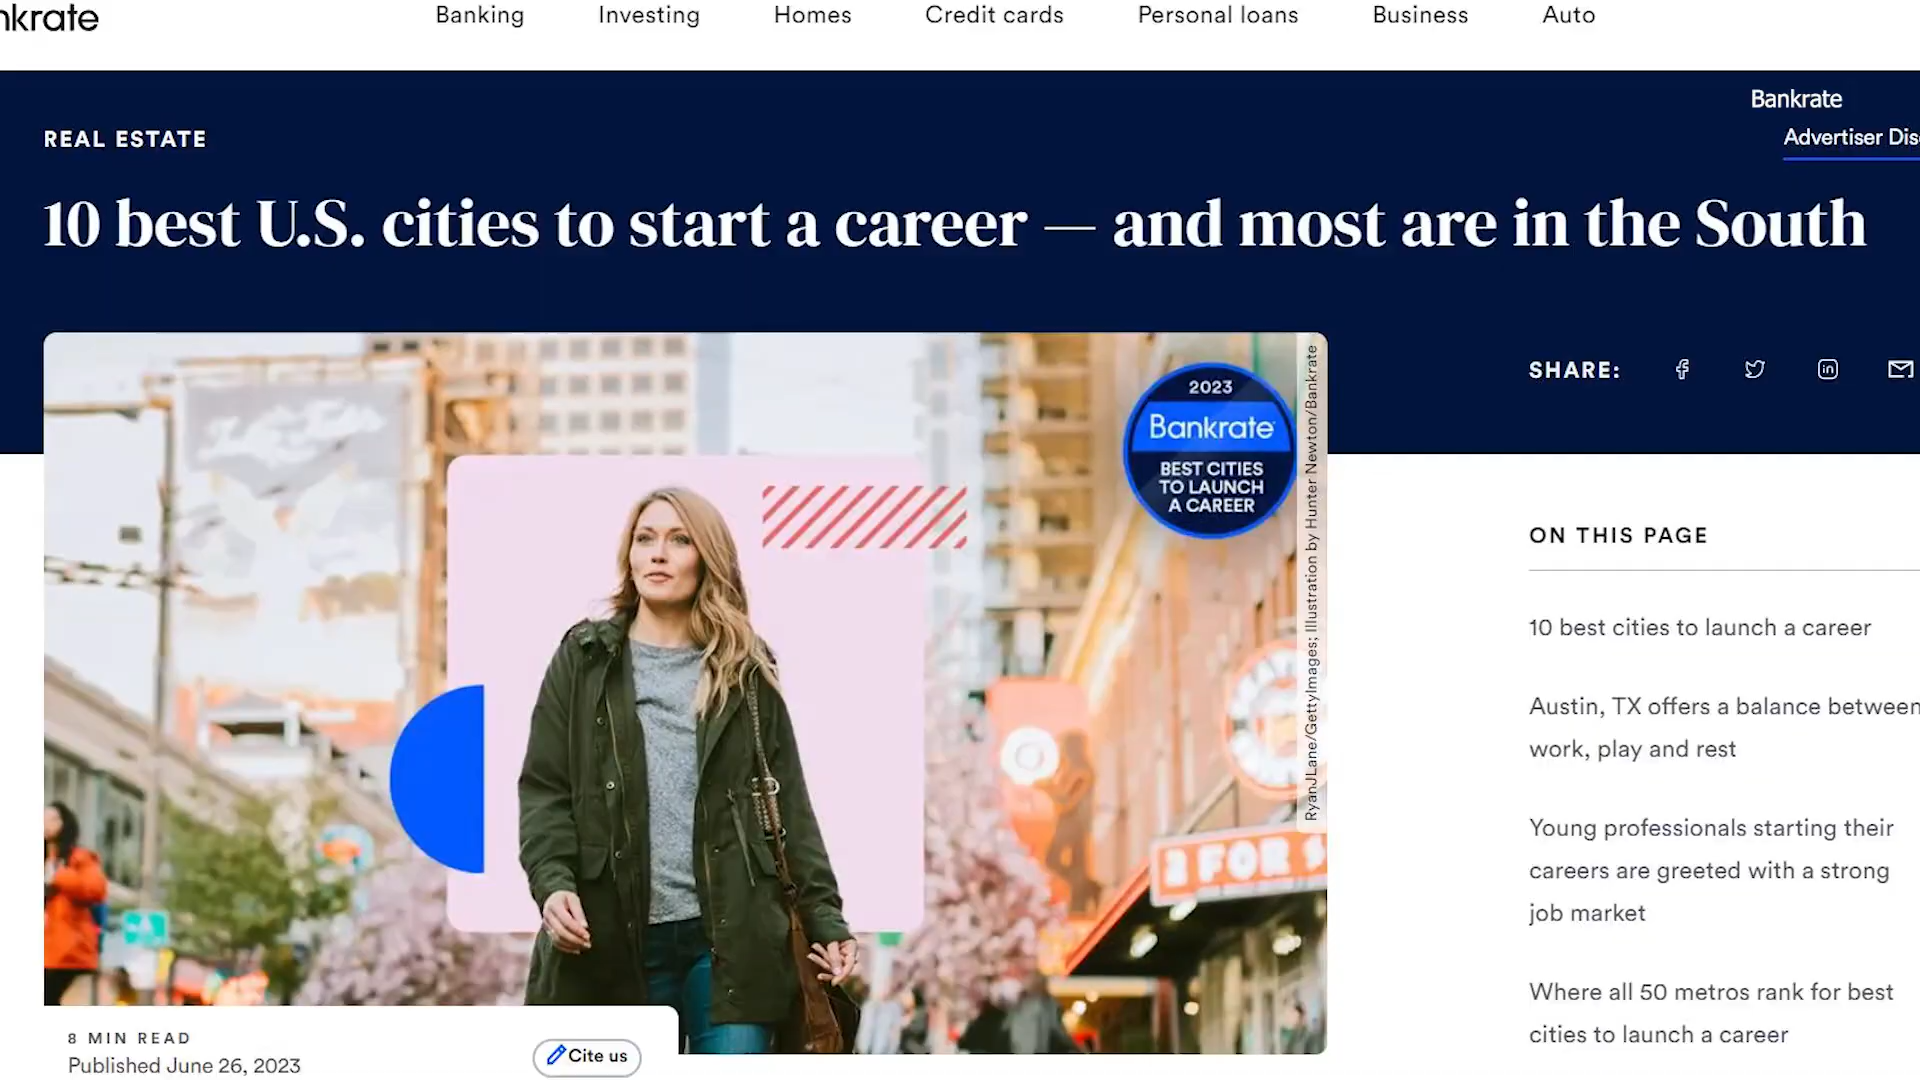 nkrate
Banking Investing Homes Credit cards Personal loans Business Auto
Bankrate
Advertiser Dis
REAL ESTATE
10 best U.S. cities to start a career — and most are in the South
SHARE:
2023
Bankrate
BEST CITIES
TO LAUNCH
A CAREER
RyanJLane/GettyImages; Illustration by Hunter Newton/Bankrate
2 FOR $
ON THIS PAGE
10 best cities to launch a career
Austin, TX offers a balance between
work, play and rest
Young professionals starting their
careers are greeted with a strong
job market
Where all 50 metros rank for best
cities to launch a career
8 MIN READ
Published June 26, 2023
Cite us